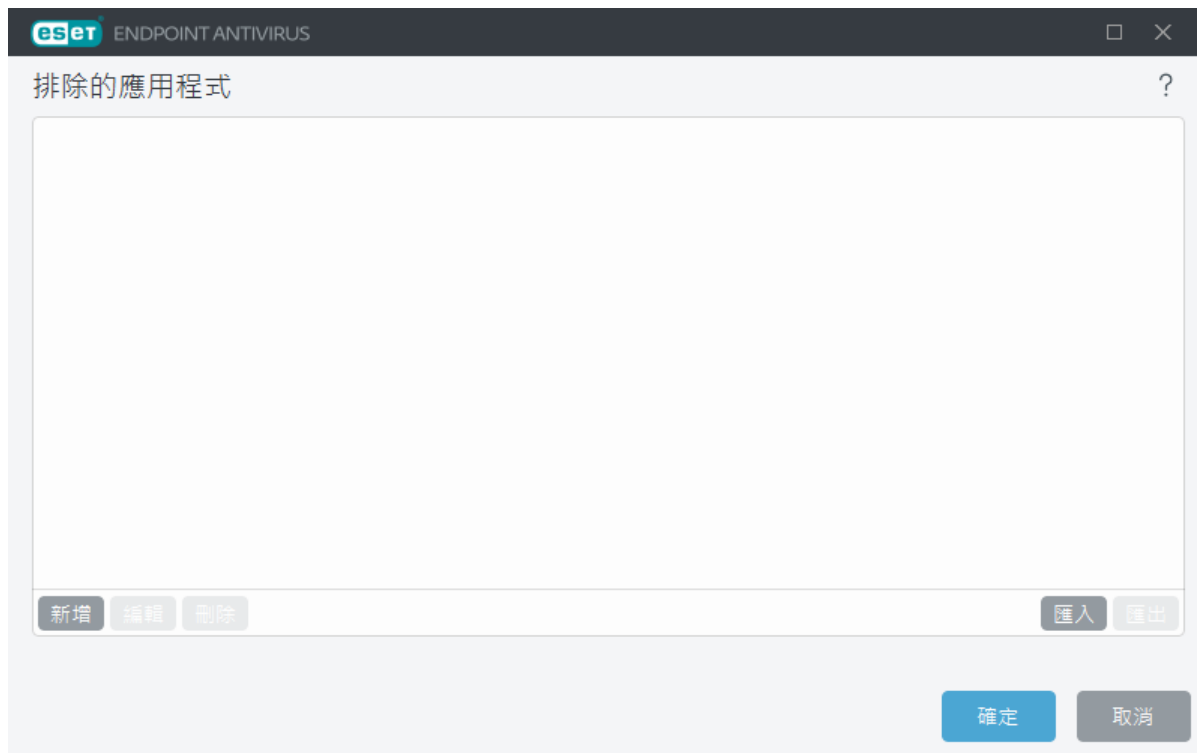 eset ENDPOINT ANTIVIRUS
排除的應用程式 ?
新增 編輯 刪除 匯入 匯出
確定 取消